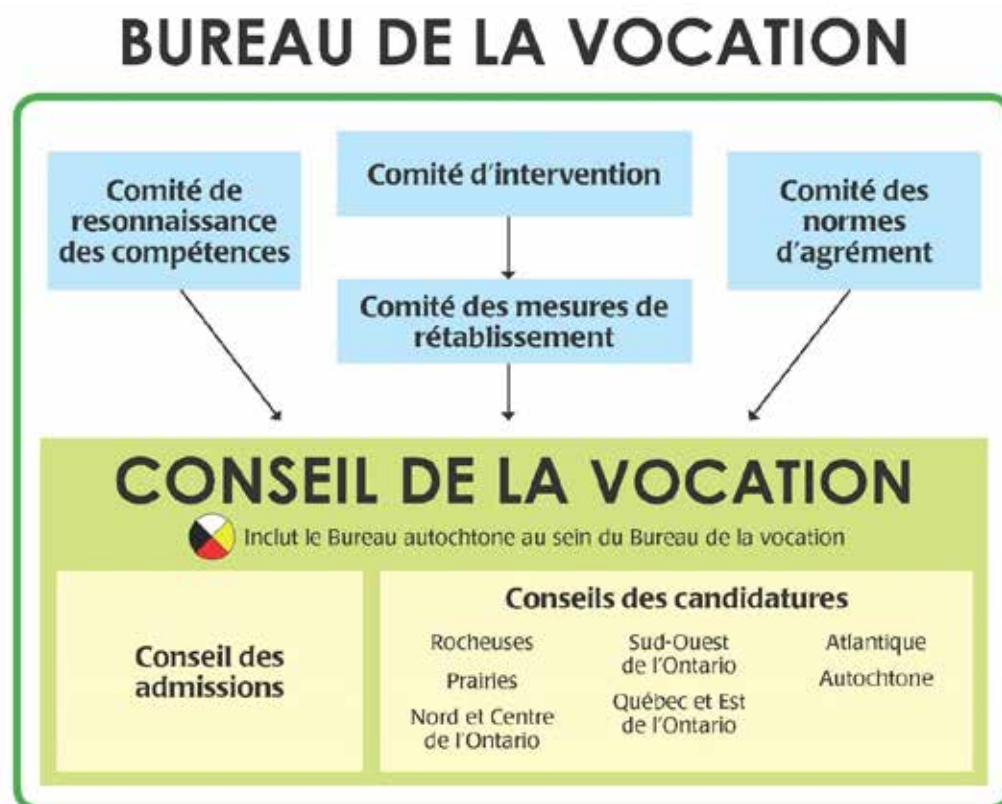 BUREAU DE LA VOCATION
Comité de
resonnaissance
des compétences
Comité d'intervention
Comité des mesures de
rétablissement
Comité des
normes
d'agrément
CONSEIL DE LA VOCATION
Inclut le Bureau autochtone au sein du Bureau de la vocation
Conseil des
admissions
Conseils des candidatures
Rocheuses
Prairies
Nord et Centre
de l'Ontario
Sud-Ouest
de l'Ontario
Québec et Est
de l'Ontario
Atlantique
Autochtone